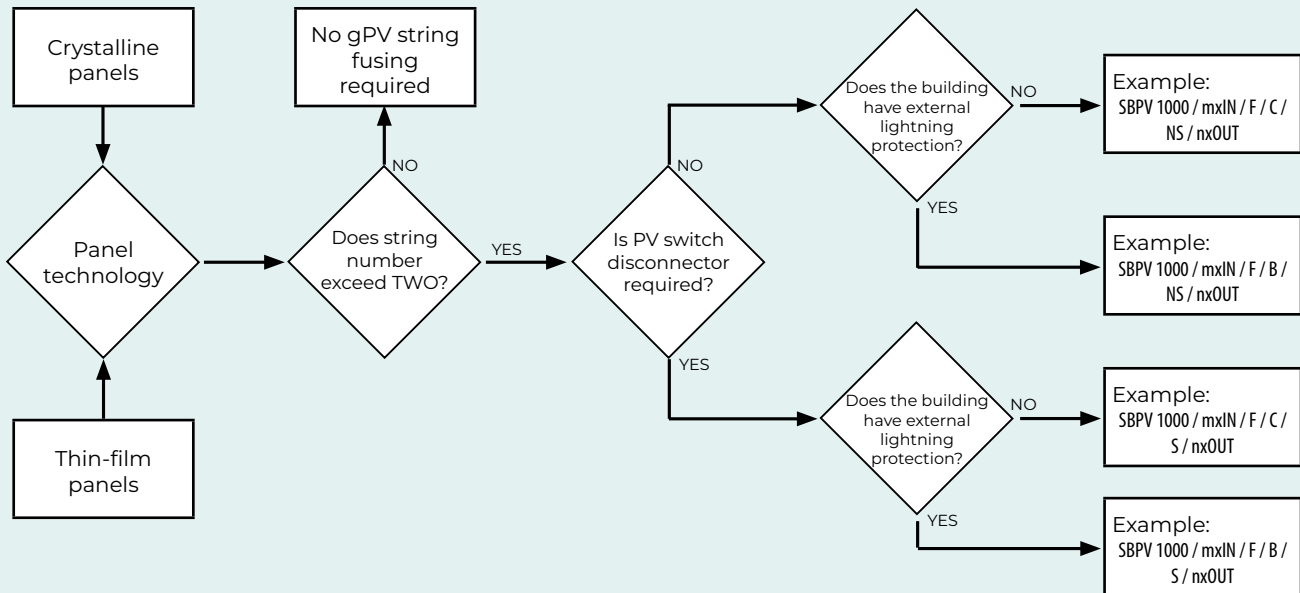 Crystalline
panels
Panel
technology
Thin-film
panels
No gPV string
fusing
required
NO
Does string
number
exceed TWO?
YES
Is PV switch
disconnector
required?
NO
YES
Does the building
have external
lightning
protection?
NO
YES
Example:
SBPV 1000 / mxIN / F / C /
NS / nxOUT
Example:
SBPV 1000 / mxIN / F / B /
NS / nxOUT
Does the building
have external
lightning
protection?
NO
YES
Example:
SBPV 1000 / mxIN / F / C /
S / nxOUT
Example:
SBPV 1000 / mxIN / F / B /
S / nxOUT